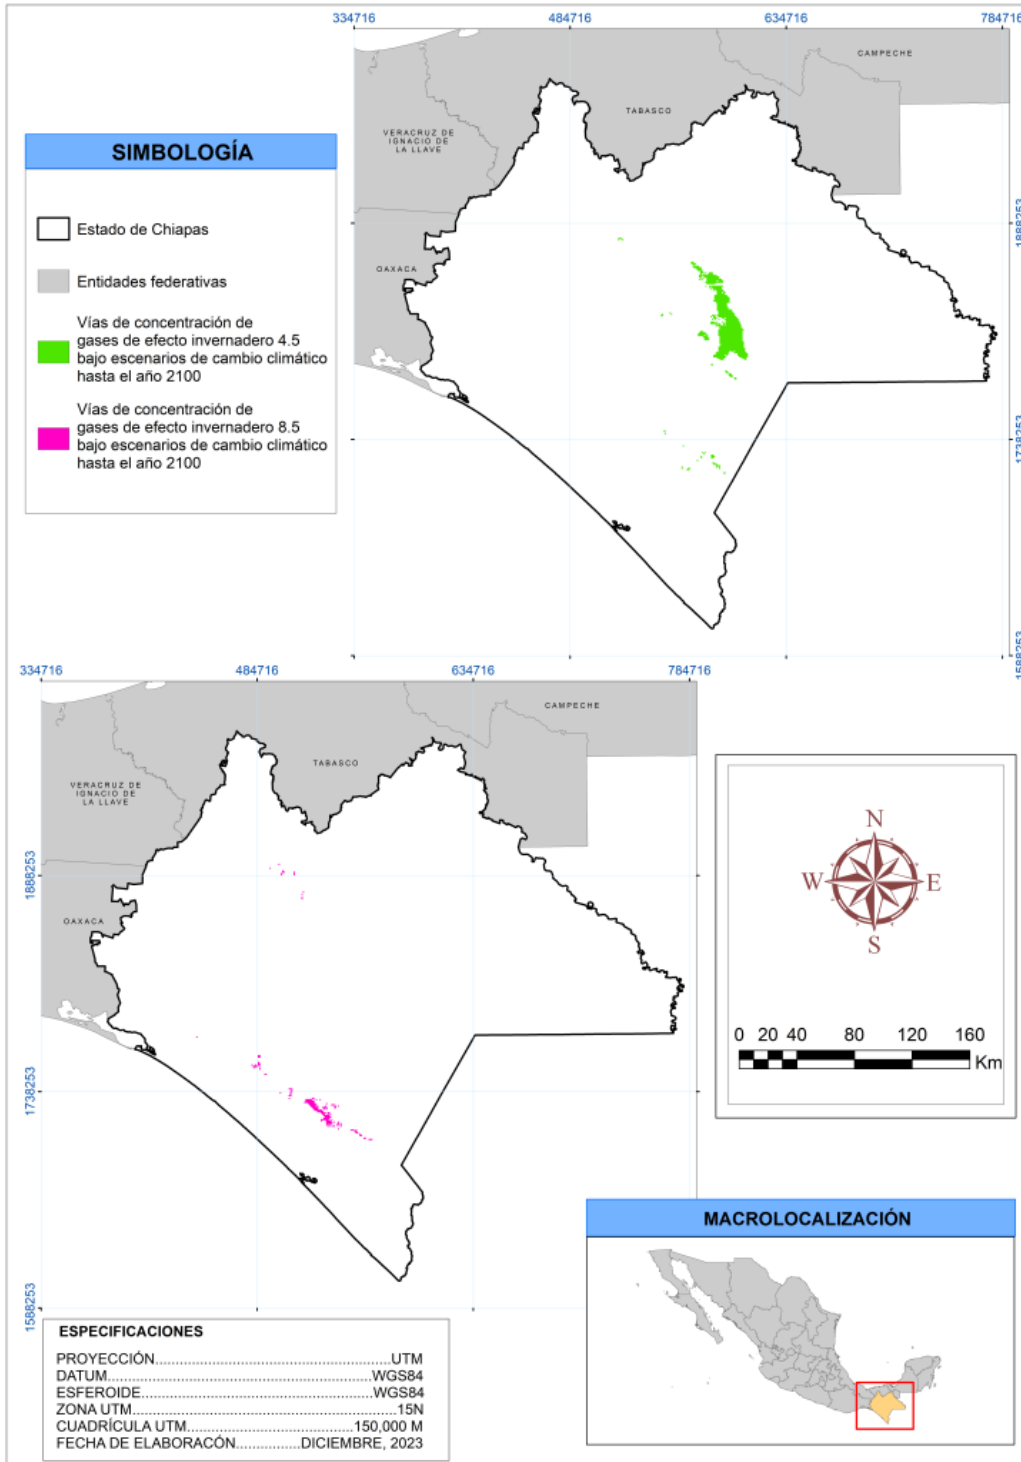 334716
484716
634716
784716
CAMPECHE
TABASCO
VERACRUZ DE
IGNACIO DE
LA LLAVE
OAXACA
1888253
1738253
1588253
SIMBOLOGÍA
Estado de Chiapas
Entidades federativas
Vías de concentración de
gases de efecto invernadero 4.5
bajo escenarios de cambio climático
hasta el año 2100
Vías de concentración de
gases de efecto invernadero 8.5
bajo escenarios de cambio climático
hasta el año 2100
334716
484716
634716
784716
CAMPECHE
TABASCO
VERACRUZ DE
IGNACIO DE
LA LLAVE
OAXACA
1888253
1738253
1588253
N
W E
S
0 20 40 80 120 160
Km
MACROLOCALIZACIÓN
ESPECIFICACIONES
PROYECCIÓN................................................UTM
DATUM.....................................................WGS84
ESFEROIDE.................................................WGS84
ZONA UTM.....................................................15N
CUADRÍCULA UTM............................150,000 M
FECHA DE ELABORACÓN..............DICIEMBRE, 2023